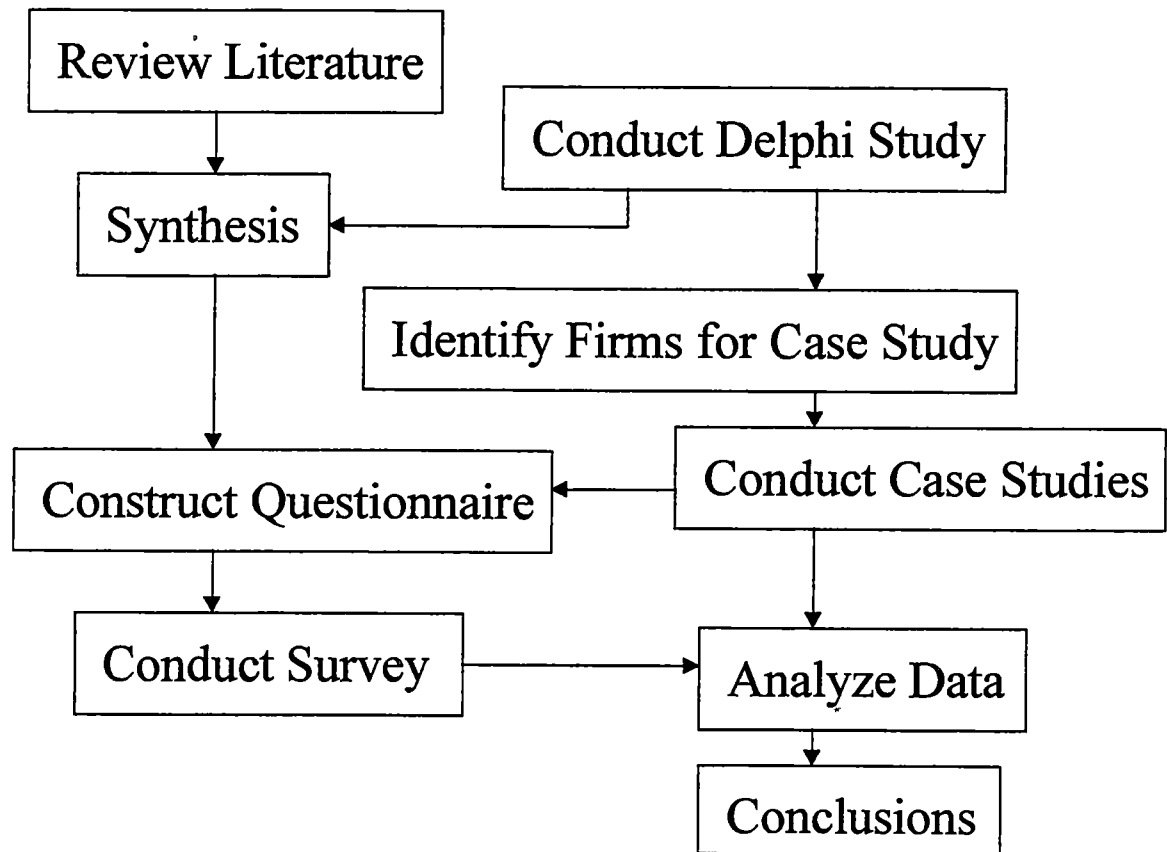 Review Literature
Conduct Delphi Study
Synthesis
Identify Firms for Case Study
Conduct Case Studies
Construct Questionnaire
Conduct Survey
Analyze Data
Conclusions